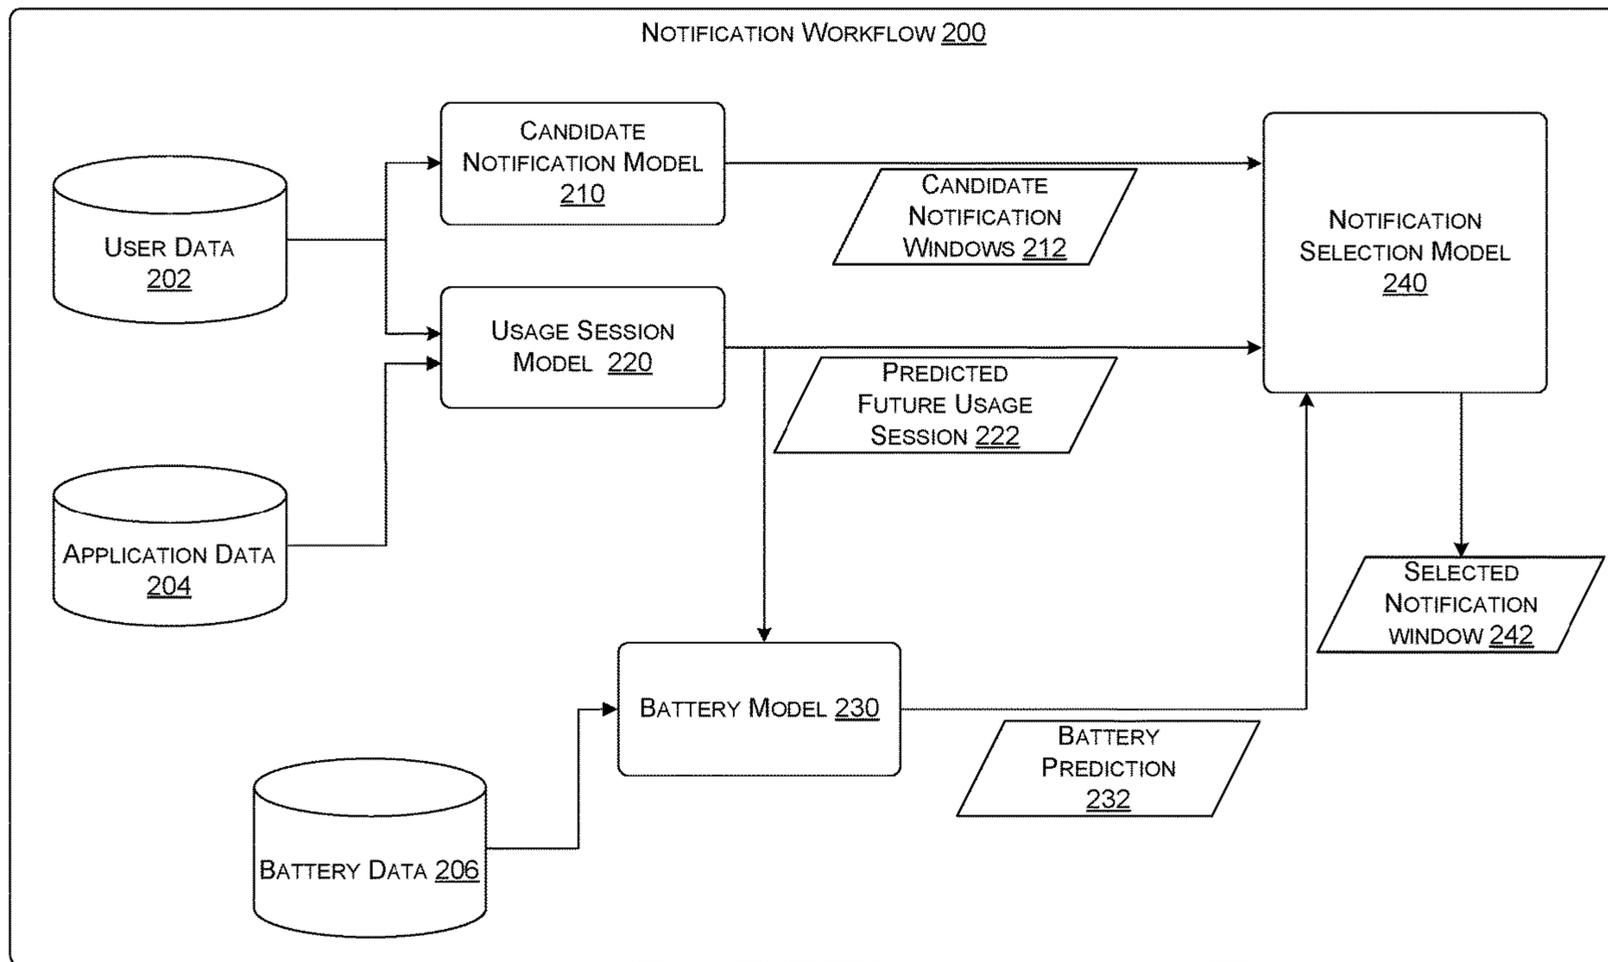 NOTIFICATION WORKFLOW 200
CANDIDATE
NOTIFICATION MODEL
210
USER DATA
202
CANDIDATE
NOTIFICATION
WINDOWS 212
NOTIFICATION
SELECTION MODEL
240
USAGE SESSION
MODEL 220
PREDICTED
FUTURE USAGE
SESSION 222
APPLICATION DATA
204
SELECTED
NOTIFICATION
WINDOW 242
BATTERY MODEL 230
BATTERY
PREDICTION
232
BATTERY DATA 206